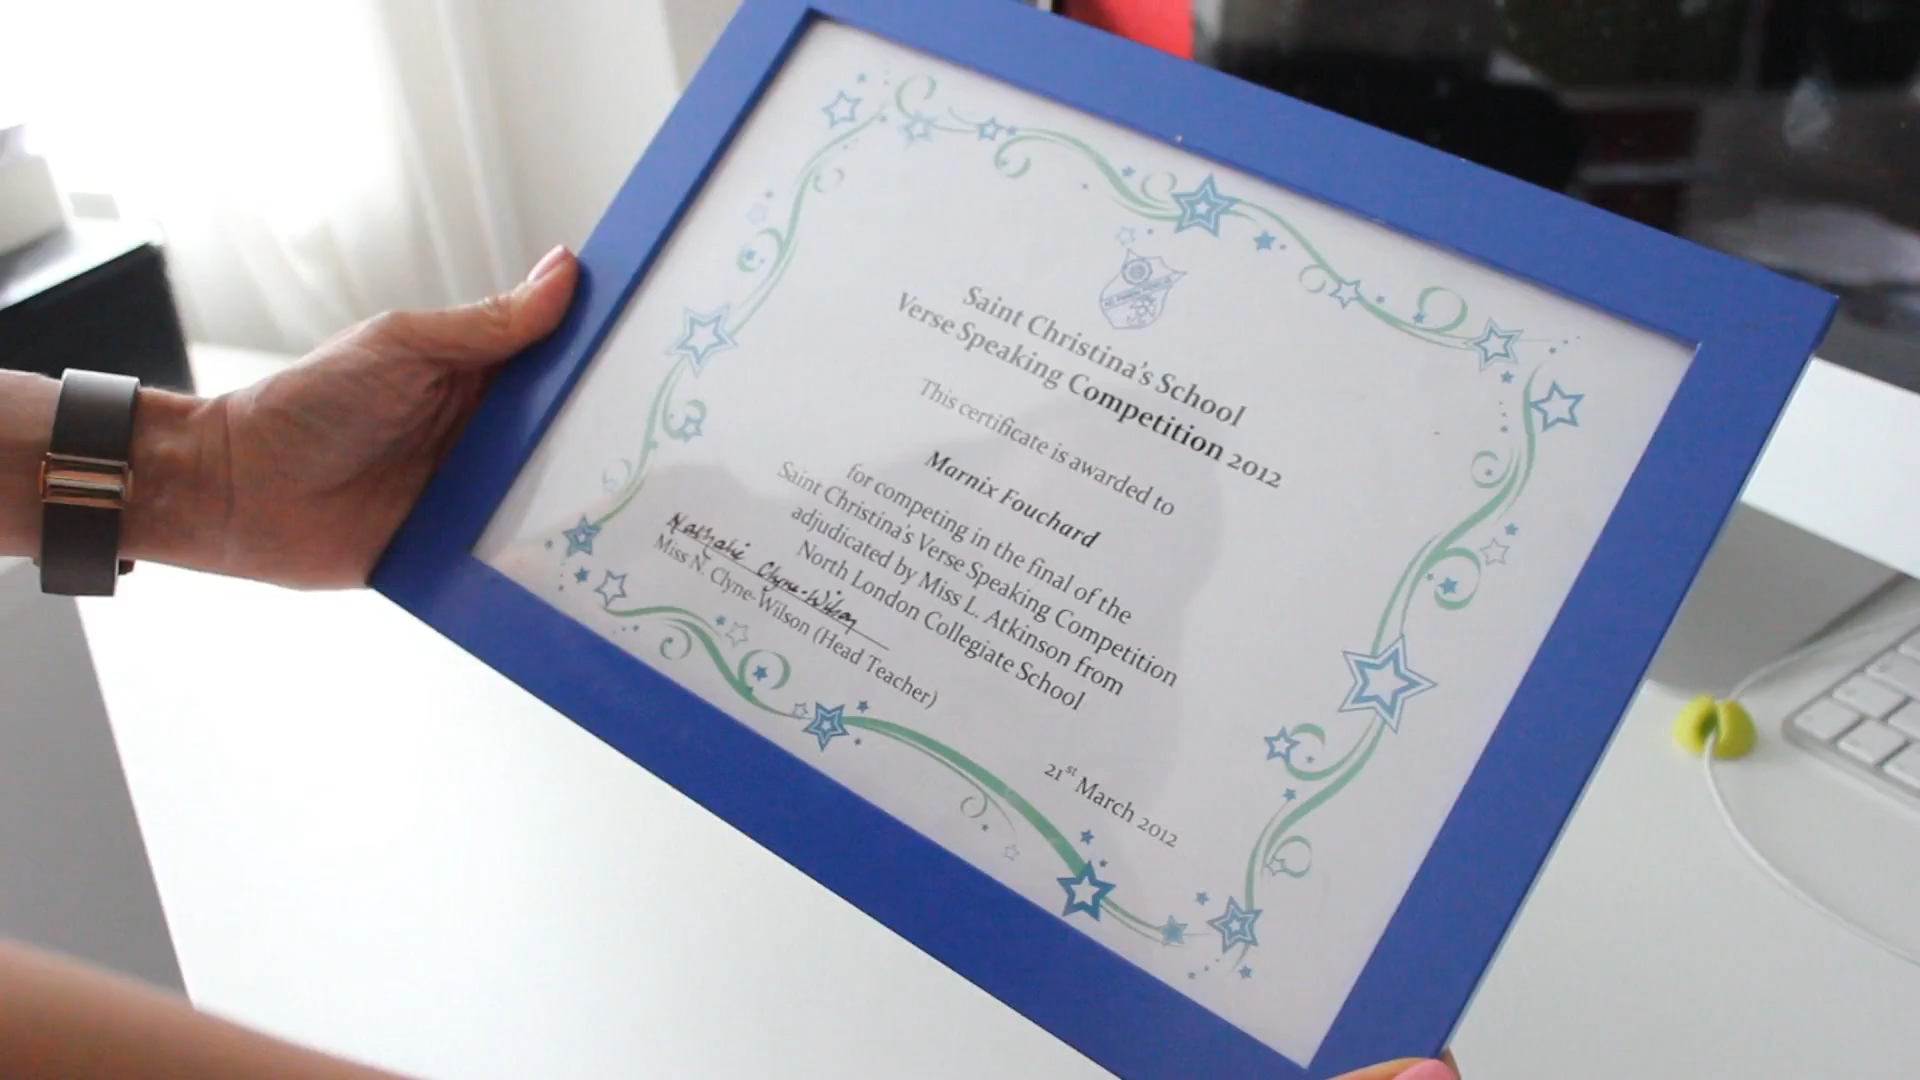 Saint Christina's School
Verse Speaking Competition 2012
This certificate is awarded to
Marnix Fouchard
for competing in the final of the
Saint Christina's Verse Speaking Competition
adjudicated by Miss L. Atkinson from
North London Collegiate School
Nathalie Clyne-Wilson
Miss N. Clyne-Wilson (Head Teacher)
21st March 2012